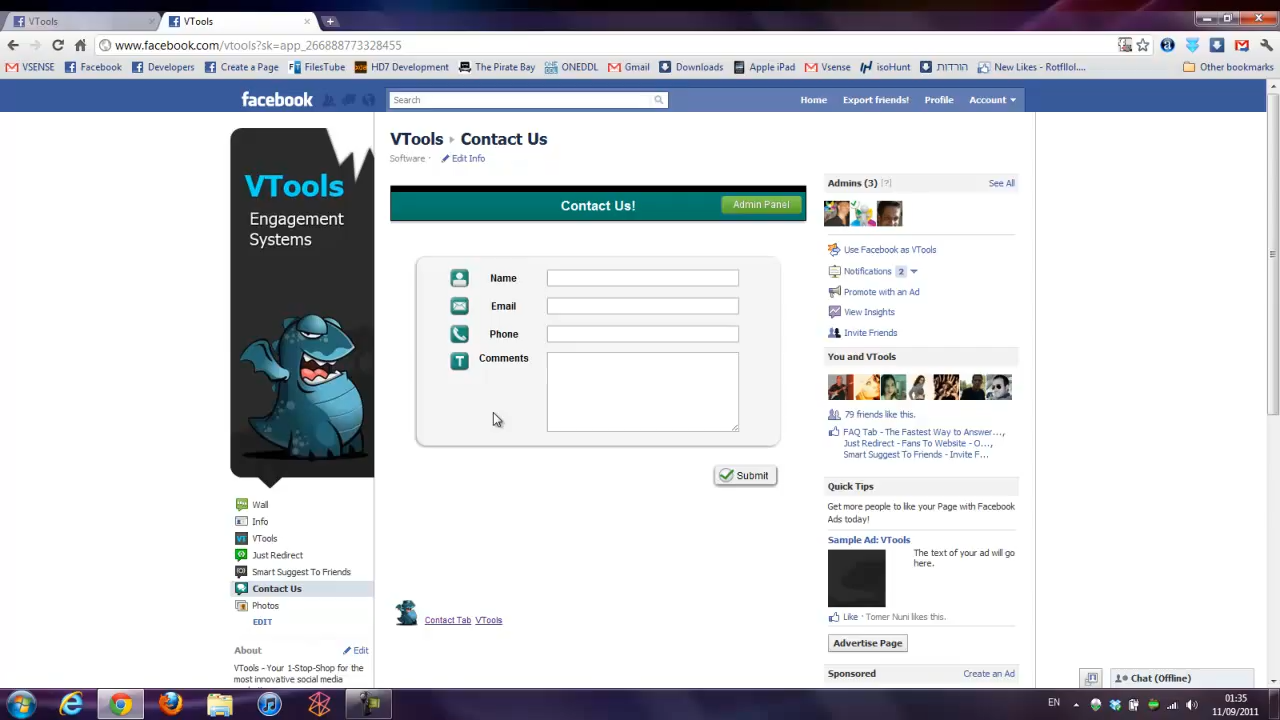 VTools
VTools
www.facebook.com/vtools?sk=app_266888773328455
VSENSE
Facebook
Developers
Create a Page
FilesTube
HD7 Development
The Pirate Bay
ONEDDL
Gmail
Downloads
Apple iPad
Vsense
isoHunt
הורדות
New Likes - Rotflol....
Other bookmarks
facebook
Search
Home
Export friends!
Profile
Account
VTools
Engagement
Systems
VTools ▸ Contact Us
Software ·
Edit Info
Contact Us!
Admin Panel
Name
Email
Phone
T
Comments
Submit
Contact Tab VTools
Wall
Info
VT
VTools
Just Redirect
Smart Suggest To Friends
Contact Us
Photos
EDIT
About
Edit
VTools - Your 1-Stop-Shop for the
most innovative social media
Admins (3) [?]
See All
Use Facebook as VTools
Notifications 2
Promote with an Ad
View Insights
Invite Friends
You and VTools
79 friends like this.
FAQ Tab - The Fastest Way to Answer...,
Just Redirect - Fans To Website - O...,
Smart Suggest To Friends - Invite F...
Quick Tips
Get more people to like your Page with Facebook
Ads today!
Sample Ad: VTools
The text of your ad will go
here.
Like · Tomer Nuni likes this.
Advertise Page
Sponsored
Create an Ad
Chat (Offline)
EN
01:35
11/09/2011